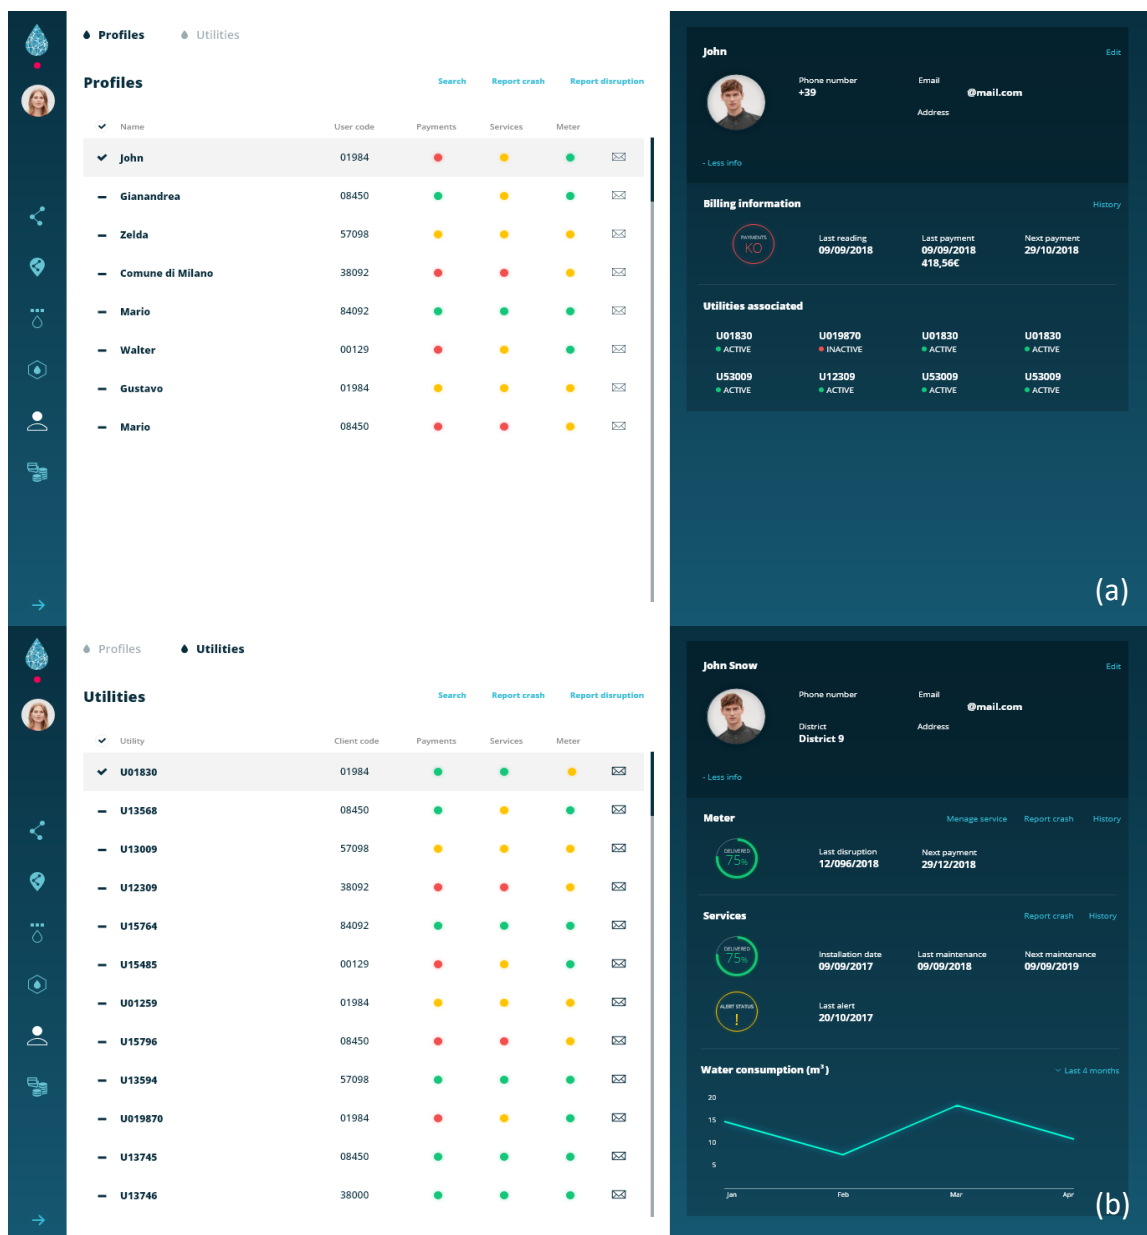 Profiles Utilities
Profiles Search Report crash Report disruption
Name User code Payments Services Meter
John 01984
Gianandrea 08450
Zelda 57098
Comune di Milano 38092
Mario 84092
Walter 00129
Gustavo 01984
Mario 08450
John Edit
Phone number Email
+39 @mail.com
Address
- Less info
Billing information History
PAYMENTS
KO
Last reading Last payment Next payment
09/09/2018 09/09/2018 29/10/2018
418,56€
Utilities associated
U01830 U019870 U01830 U01830
ACTIVE INACTIVE ACTIVE ACTIVE
U53009 U12309 U53009 U53009
ACTIVE ACTIVE ACTIVE ACTIVE
(a)
Profiles Utilities
Utilities Search Report crash Report disruption
Utility Client code Payments Services Meter
U01830 01984
U13568 08450
U13009 57098
U12309 38092
U15764 84092
U15485 00129
U01259 01984
U15796 08450
U13594 57098
U019870 01984
U13745 08450
U13746 38000
John Snow Edit
Phone number Email
@mail.com
District Address
District 9
- Less info
Meter Menage service Report crash History
DELIVERED
75%
Last disruption Next payment
12/096/2018 29/12/2018
Services Report crash History
DELIVERED
75%
Installation date Last maintenance Next maintenance
09/09/2017 09/09/2018 09/09/2019
ALERT STATUS
!
Last alert
20/10/2017
Water consumption (m³) Last 4 months
20
15
10
5
Jan Feb Mar Apr
(b)